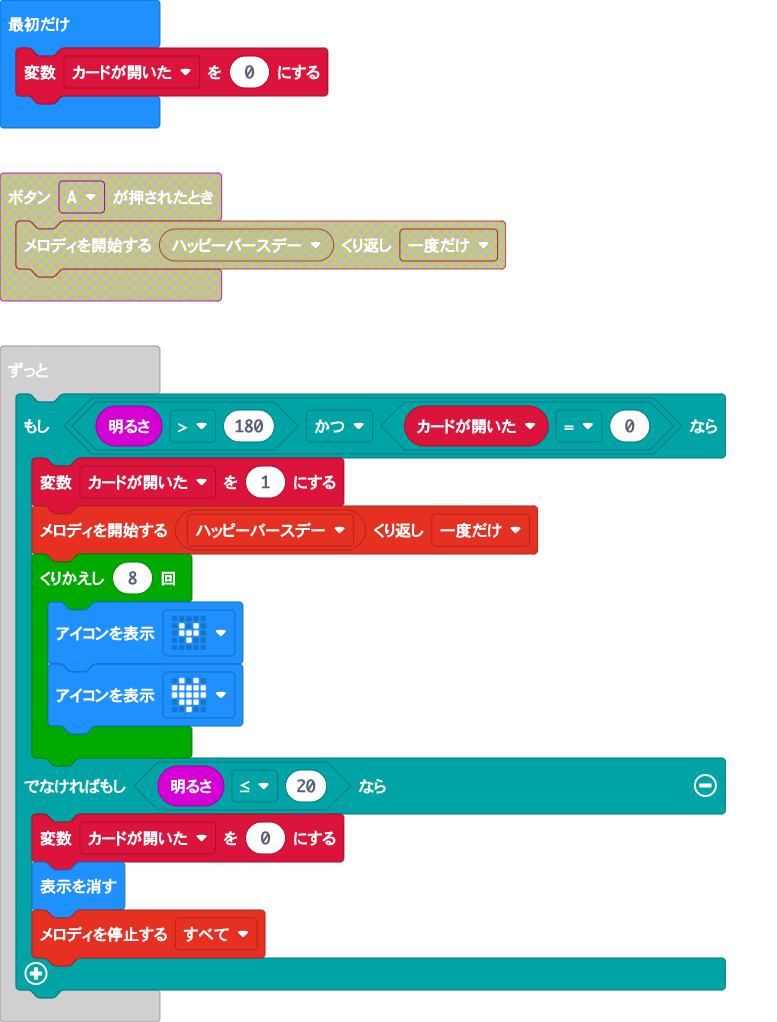 最初だけ
変数 カードが開いた を 0 にする
ボタン A が押されたとき
メロディを開始する ハッピーバースデー くり返し 一度だけ
ずっと
もし 明るさ > 180 かつ カードが開いた = 0 なら
変数 カードが開いた を 1 にする
メロディを開始する ハッピーバースデー くり返し 一度だけ
くりかえし 8 回
アイコンを表示
アイコンを表示
でなければもし 明るさ ≤ 20 なら
変数 カードが開いた を 0 にする
表示を消す
メロディを停止する すべて